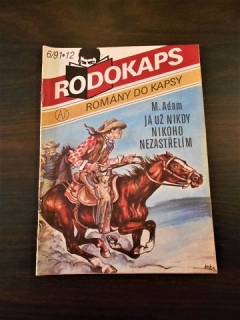 6/91•12
RODOKAPS
ROMÁNY DO KAPSY
M. Adam
JÁ UŽ NIKDY
NIKOHO
NEZASTŘELÍM